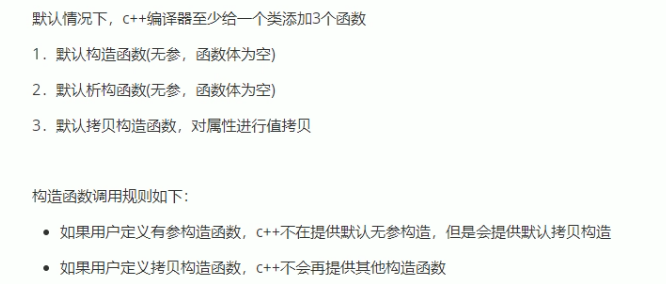 默认情况下，c++编译器至少给一个类添加3个函数
1．默认构造函数(无参，函数体为空)
2．默认析构函数(无参，函数体为空)
3．默认拷贝构造函数，对属性进行值拷贝
构造函数调用规则如下：
• 如果用户定义有参构造函数，c++不在提供默认无参构造，但是会提供默认拷贝构造
• 如果用户定义拷贝构造函数，c++不会再提供其他构造函数